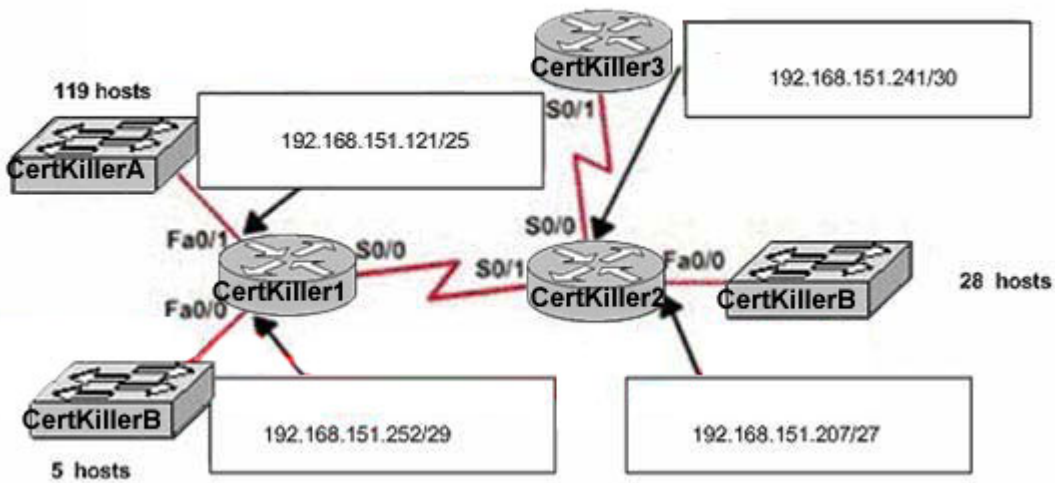 CertKiller3
192.168.151.241/30
119 hosts
S0/1
192.168.151.121/25
CertKillerA
Fa0/1
S0/0
S0/0
S0/1
Fa0/0
CertKiller1
CertKiller2
CertKillerB
28 hosts
Fa0/0
CertKillerB
192.168.151.252/29
192.168.151.207/27
5 hosts